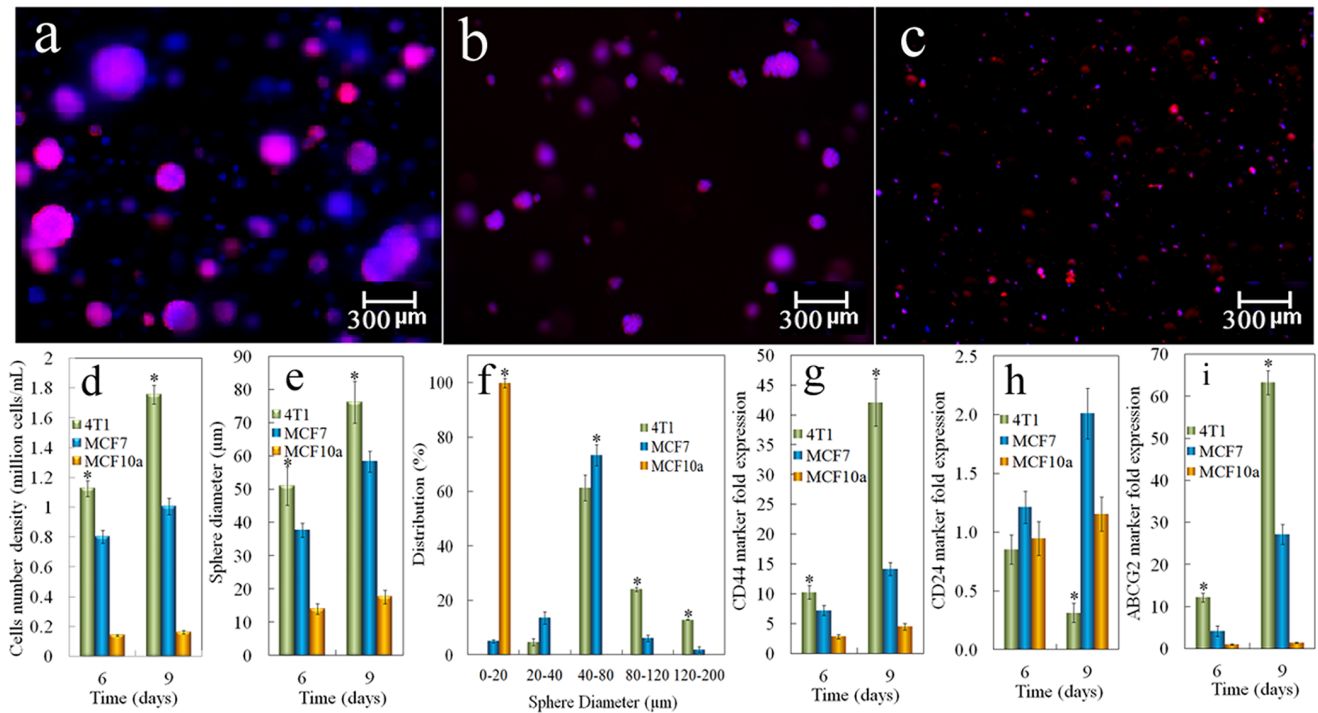 a
300 µm
b
300 µm
c
300 µm
d
Cells number density (million cells/mL)
2
1.8
1.6
1.4
1.2
1
0.8
0.6
0.4
0.2
0
*
*
4T1
MCF7
MCF10a
6 9
Time (days)
e
Sphere diameter (µm)
90
80
70
60
50
40
30
20
10
0
*
*
4T1
MCF7
MCF10a
6 9
Time (days)
f
Distribution (%)
100
80
60
40
20
0
*
*
*
*
4T1
MCF7
MCF10a
0-20 20-40 40-80 80-120 120-200
Sphere Diameter (µm)
g
CD44 marker fold expression
50
45
40
35
30
25
20
15
10
5
0
*
*
4T1
MCF7
MCF10a
6 9
Time (days)
h
CD24 marker fold expression
2.5
2.0
1.5
1.0
0.5
0.0
*
4T1
MCF7
MCF10a
6 9
Time (days)
i
ABCG2 marker fold expression
70
60
50
40
30
20
10
0
*
*
4T1
MCF7
MCF10a
6 9
Time (days)